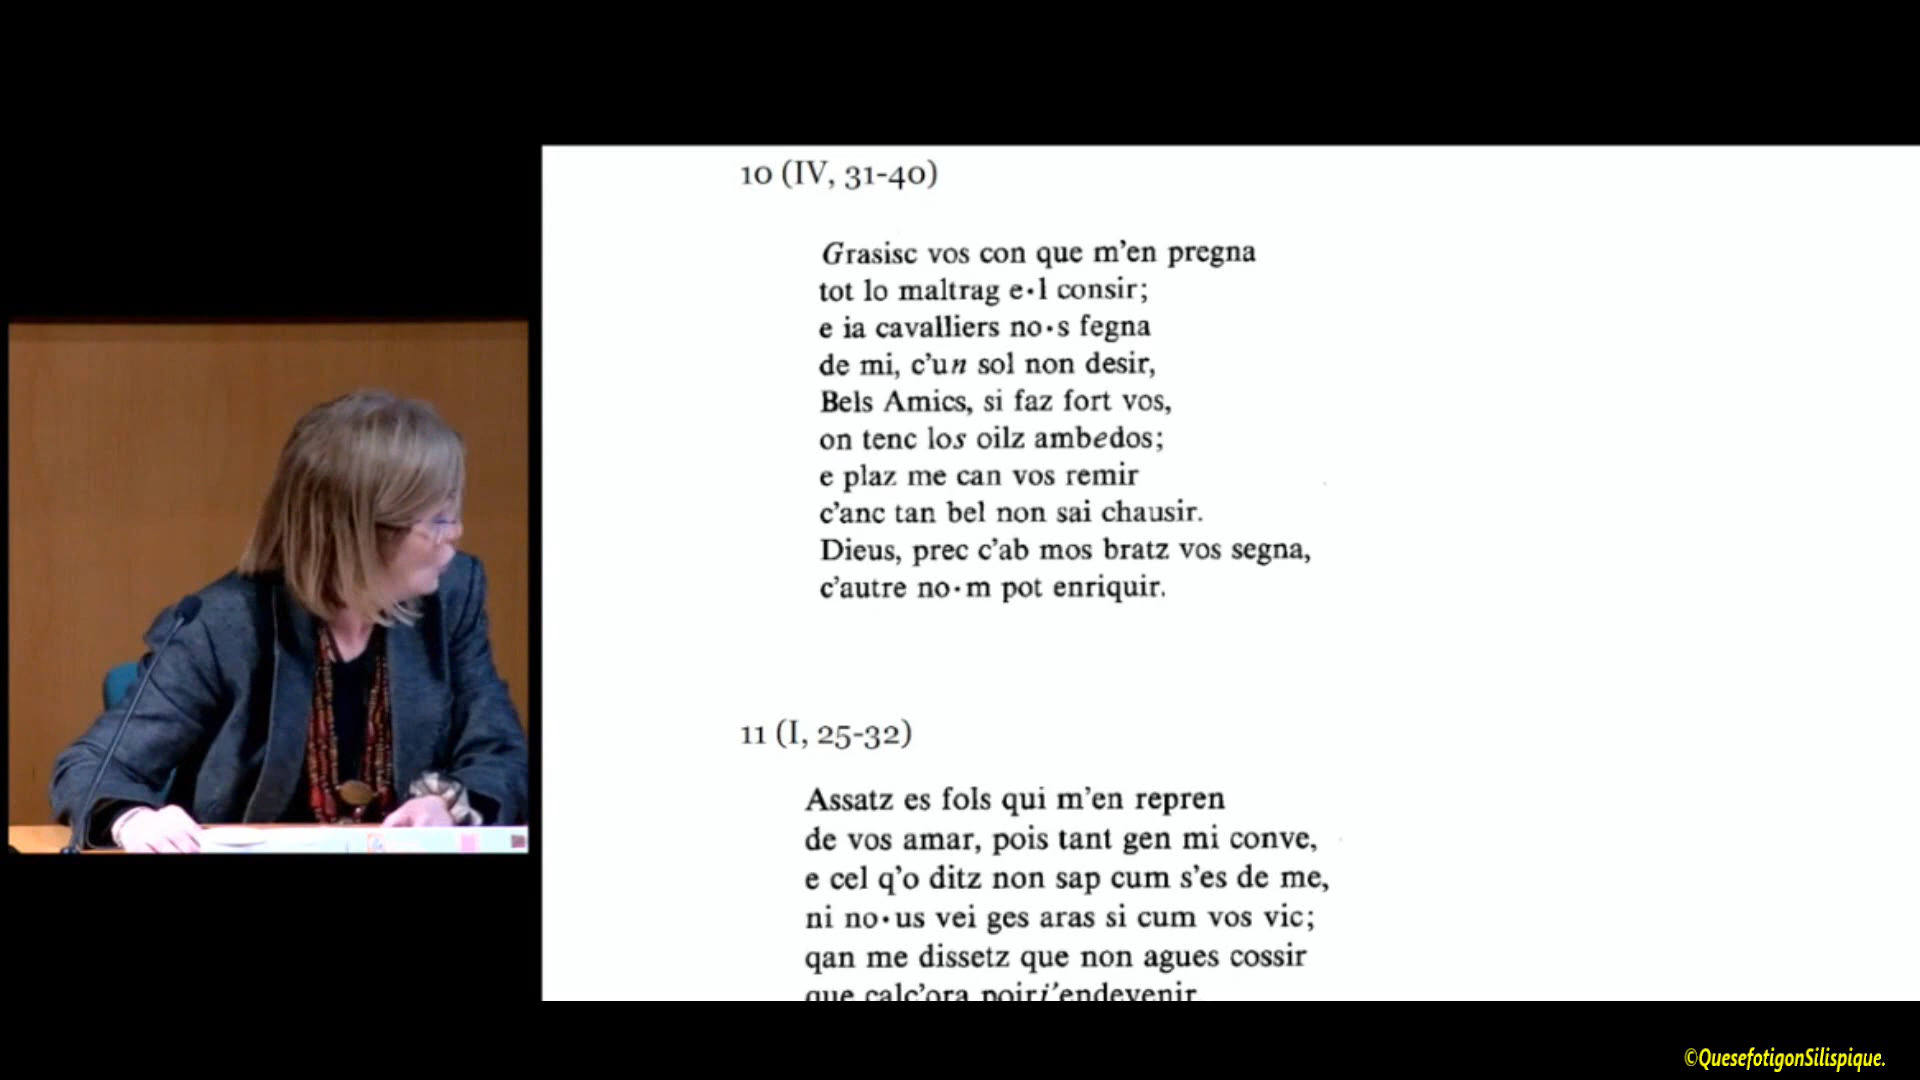 10 (IV, 31-40)
Grasisc vos con que m'en pregna
tot lo maltrag e·l consir;
e ia cavalliers no·s fegna
de mi, c'un sol non desir,
Bels Amics, si faz fort vos,
on tenc los oilz ambedos;
e plaz me can vos remir
c'anc tan bel non sai chausir.
Dieus, prec c'ab mos bratz vos segna,
c'autre no·m pot enriquir.
11 (I, 25-32)
Assatz es fols qui m'en repren
de vos amar, pois tant gen mi conve,
e cel q'o ditz non sap cum s'es de me,
ni no·us vei ges aras si cum vos vic;
qan me dissetz que non agues cossir
que calc'ora poiri'endevenir
©QuesefotigonSilispique.